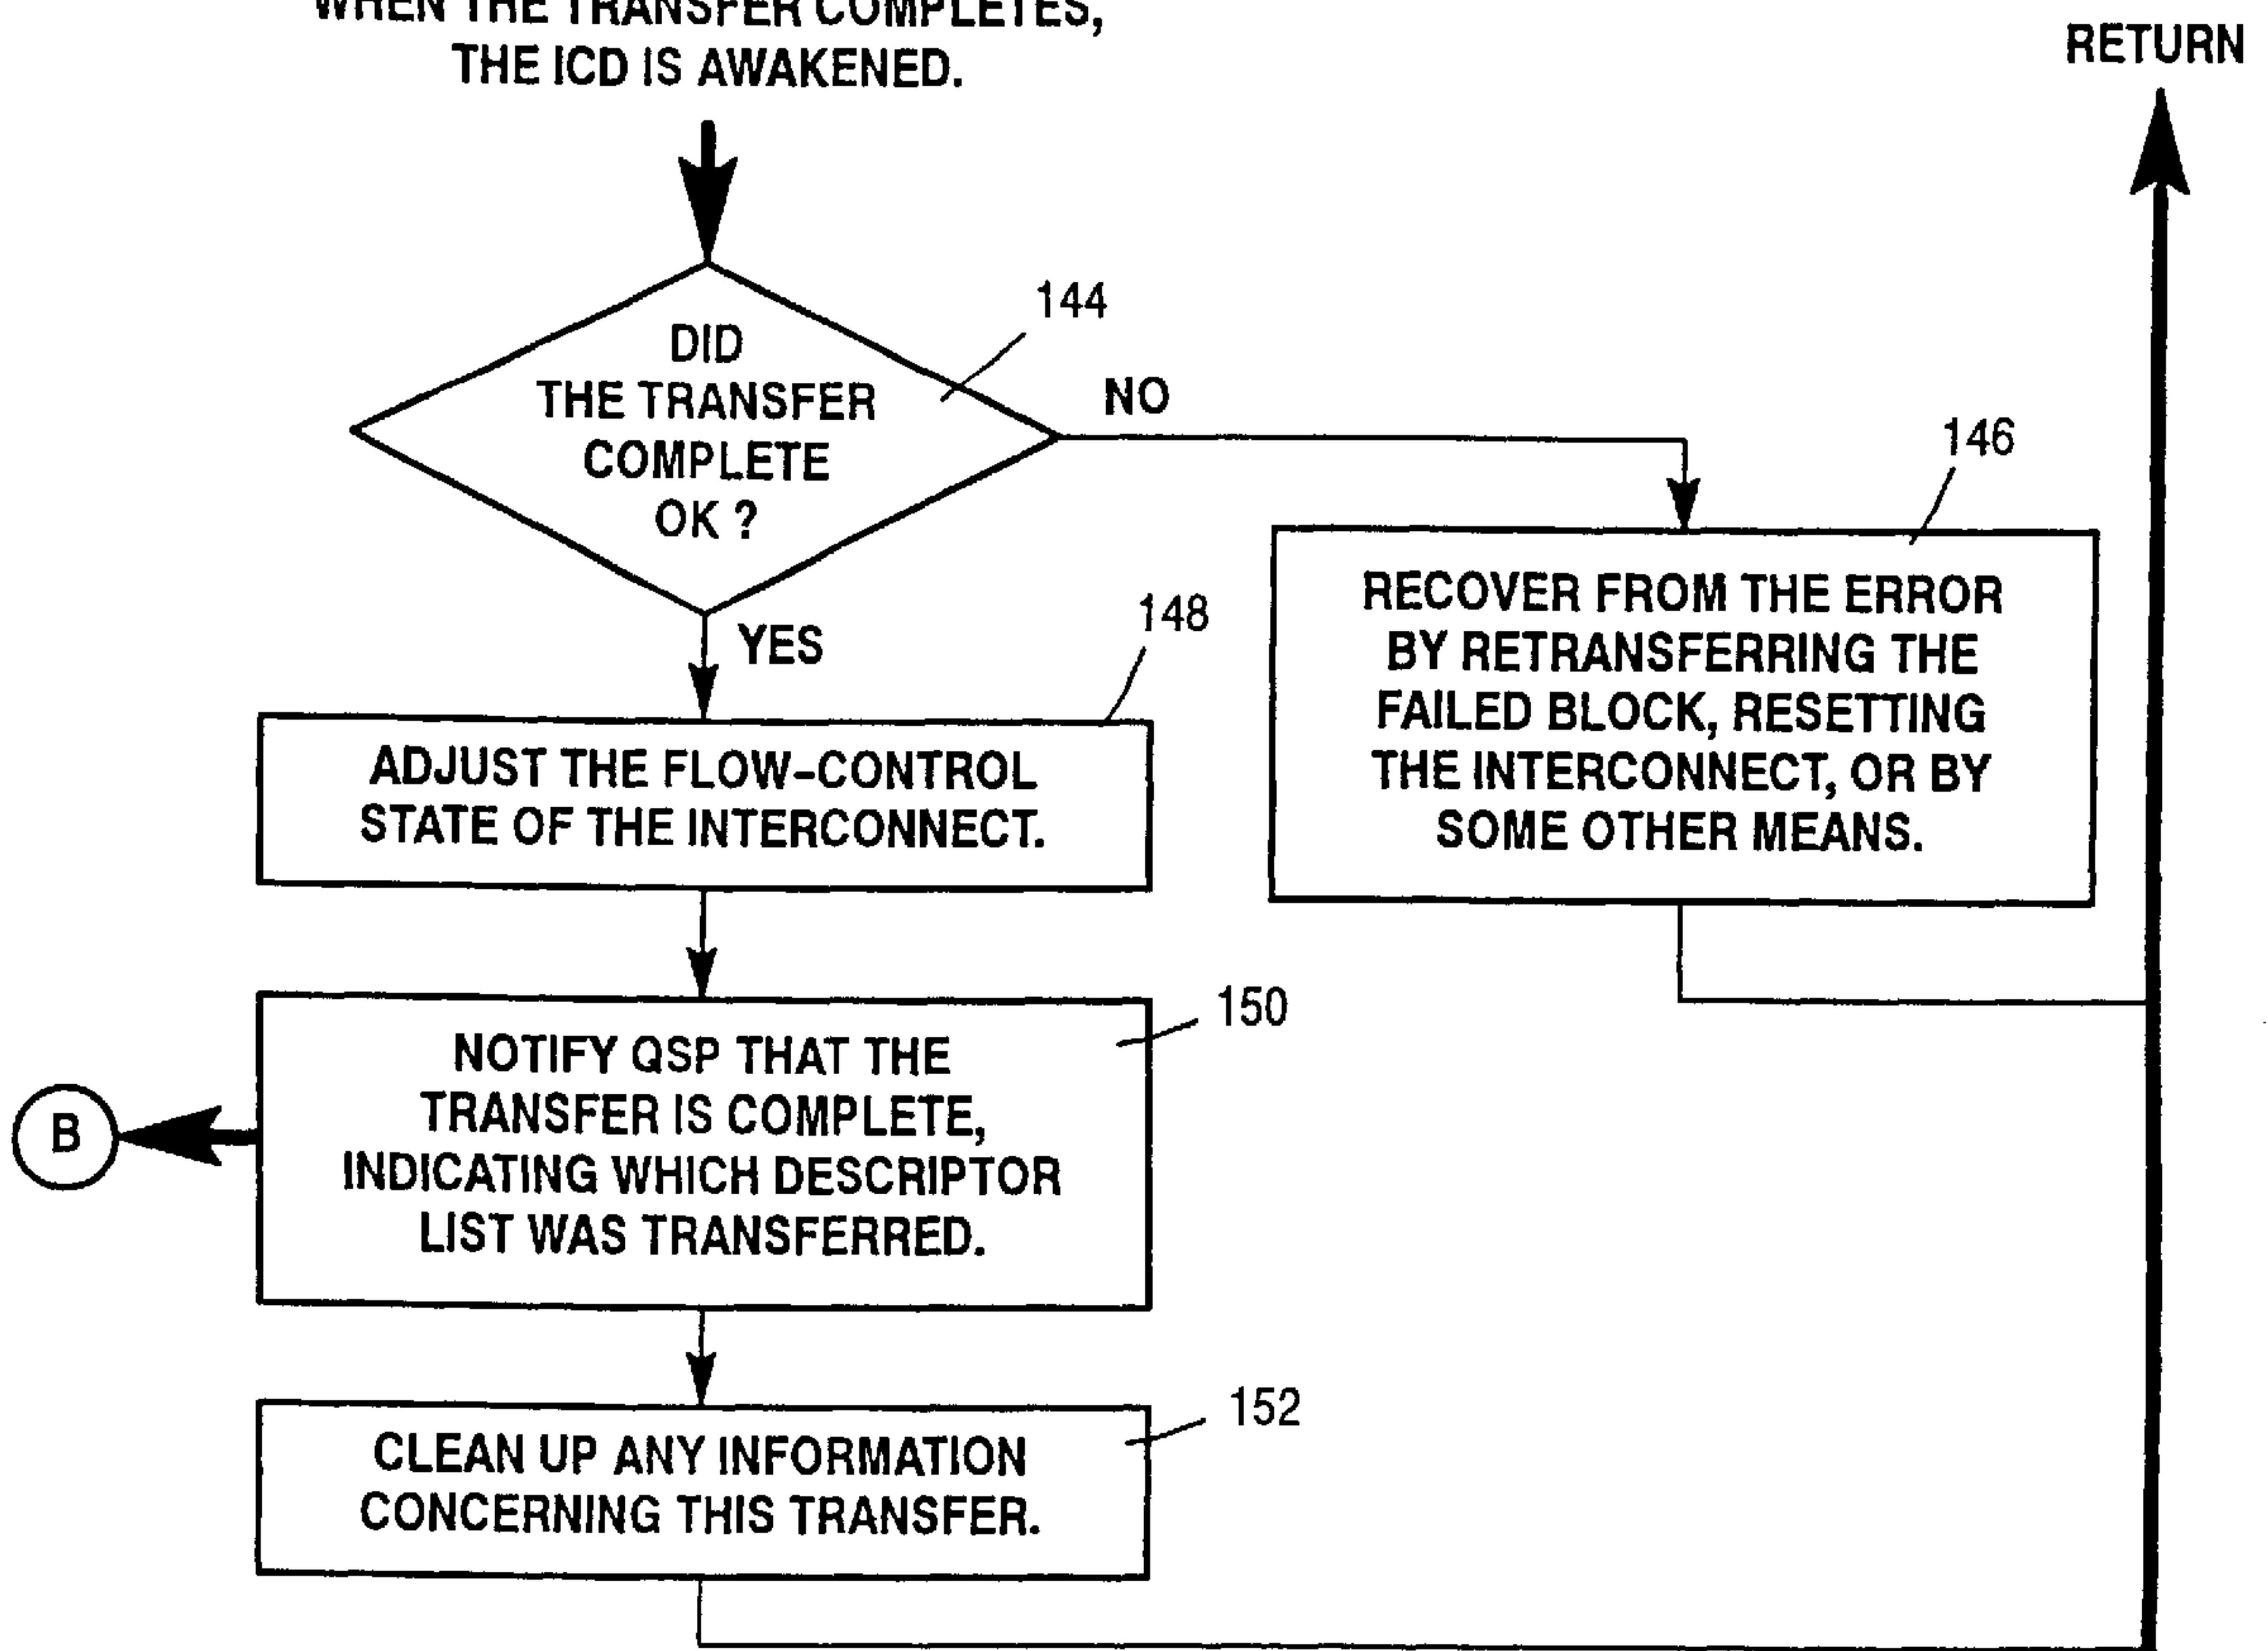 WHEN THE TRANSFER COMPLETES,
THE ICD IS AWAKENED.
RETURN
144
DID
THE TRANSFER
COMPLETE
OK ?
NO
146
RECOVER FROM THE ERROR
BY RETRANSFERRING THE
FAILED BLOCK, RESETTING
THE INTERCONNECT, OR BY
SOME OTHER MEANS.
YES
148
ADJUST THE FLOW-CONTROL
STATE OF THE INTERCONNECT.
150
NOTIFY QSP THAT THE
TRANSFER IS COMPLETE,
INDICATING WHICH DESCRIPTOR
LIST WAS TRANSFERRED.
B
152
CLEAN UP ANY INFORMATION
CONCERNING THIS TRANSFER.